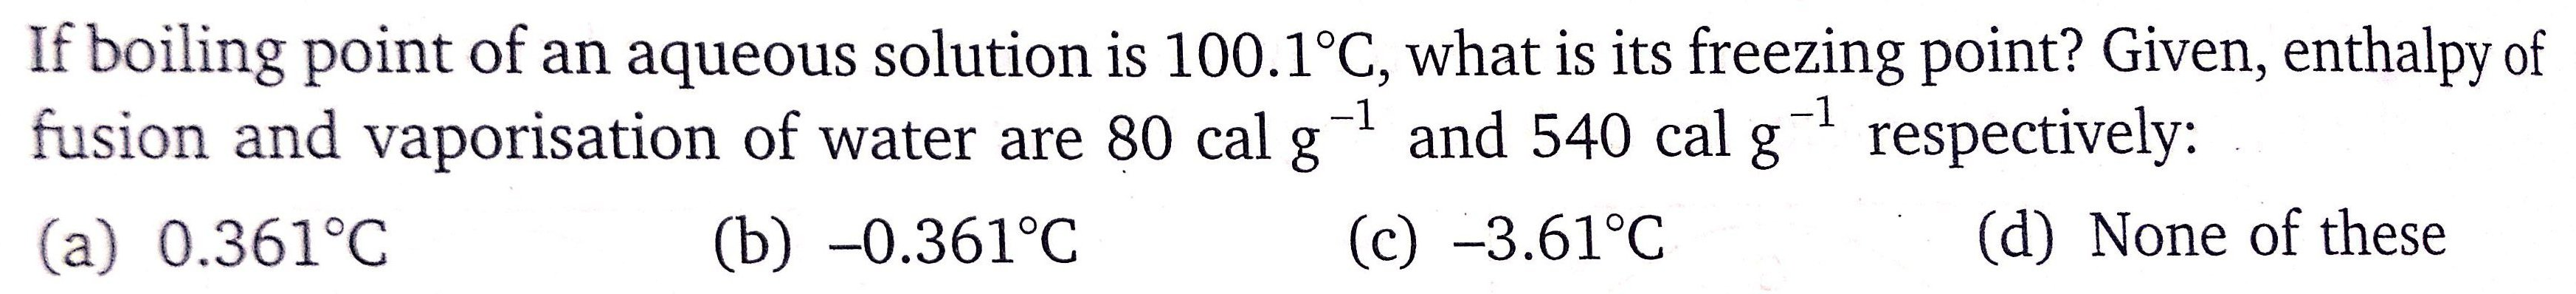 If boiling point of an aqueous solution is 100.1°C, what is its freezing point? Given, enthalpy of
fusion and vaporisation of water are 80 cal g⁻¹ and 540 cal g⁻¹ respectively:
(a) 0.361°C (b) –0.361°C (c) –3.61°C (d) None of these